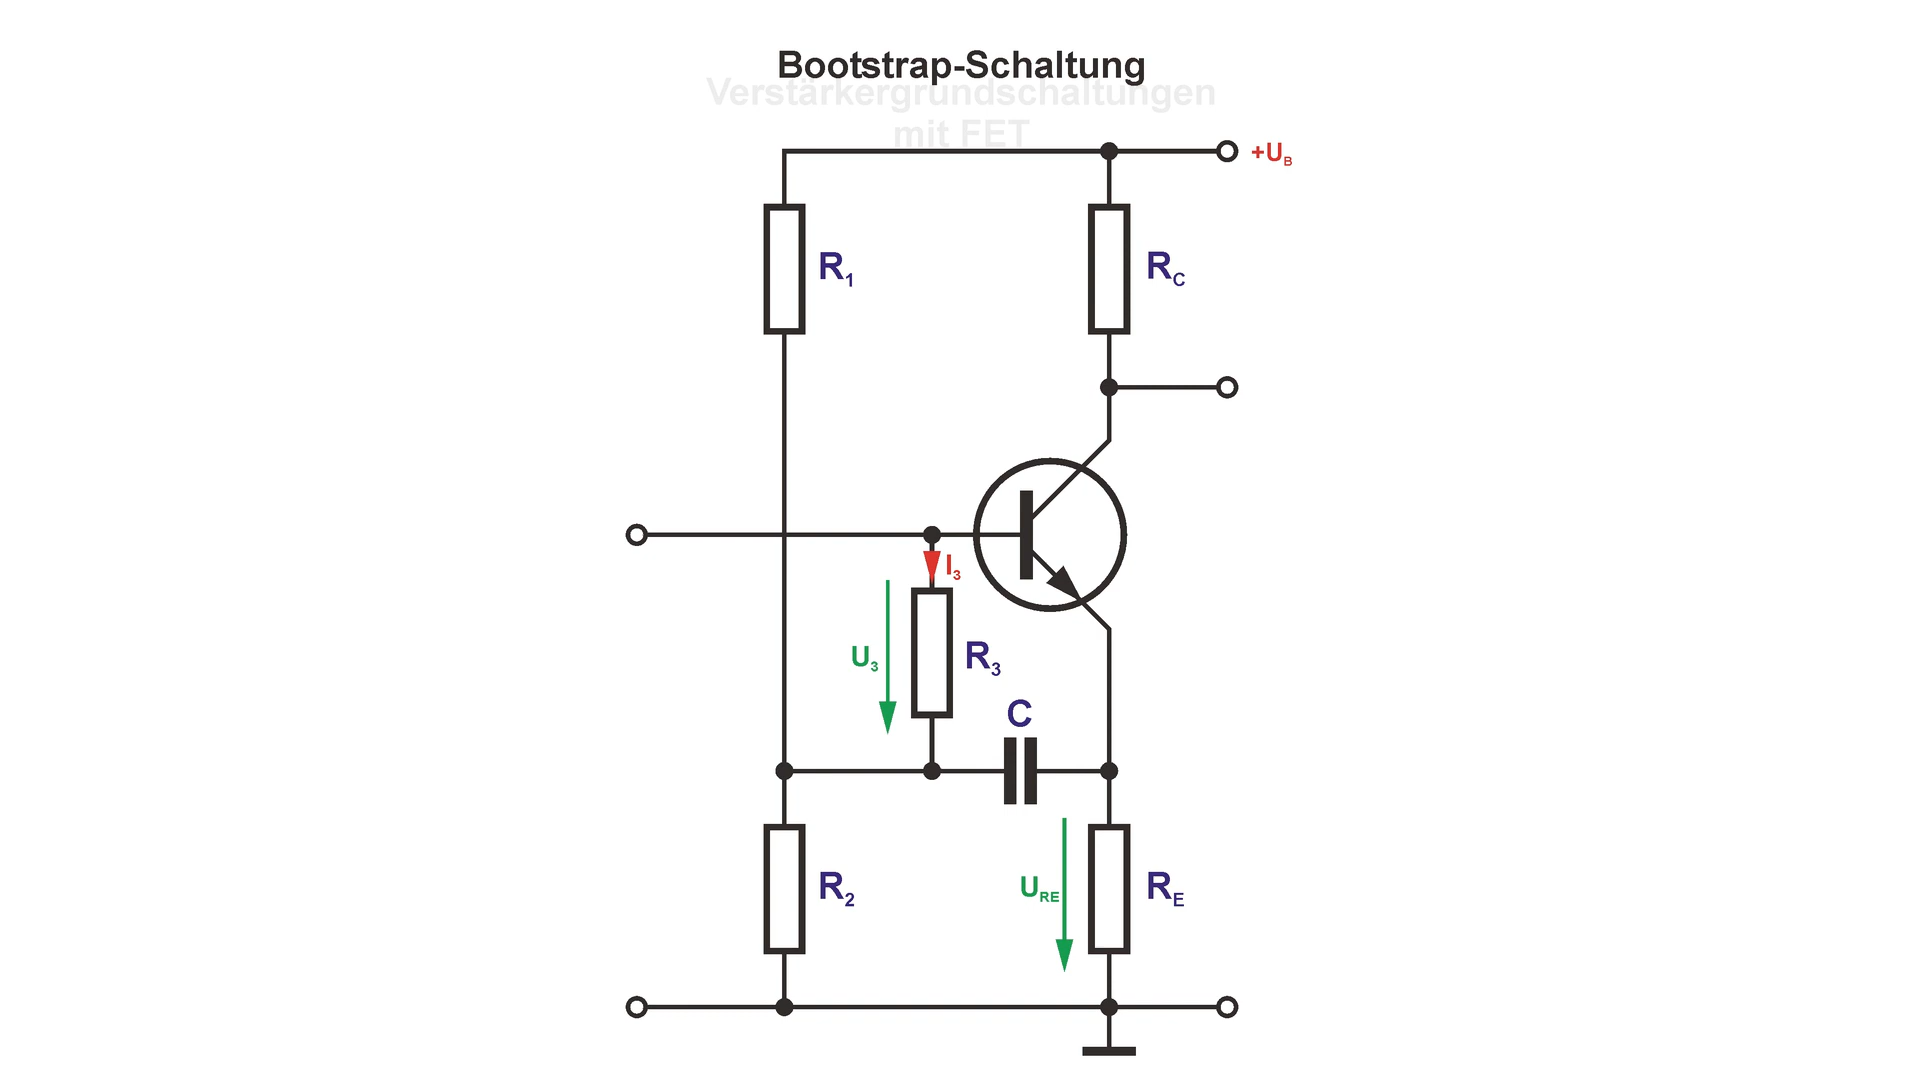 Bootstrap-Schaltung
Verstärkergrundschaltungen
mit FET
+UB
R1
RC
I3
U3
R3
C
R2
URE
RE